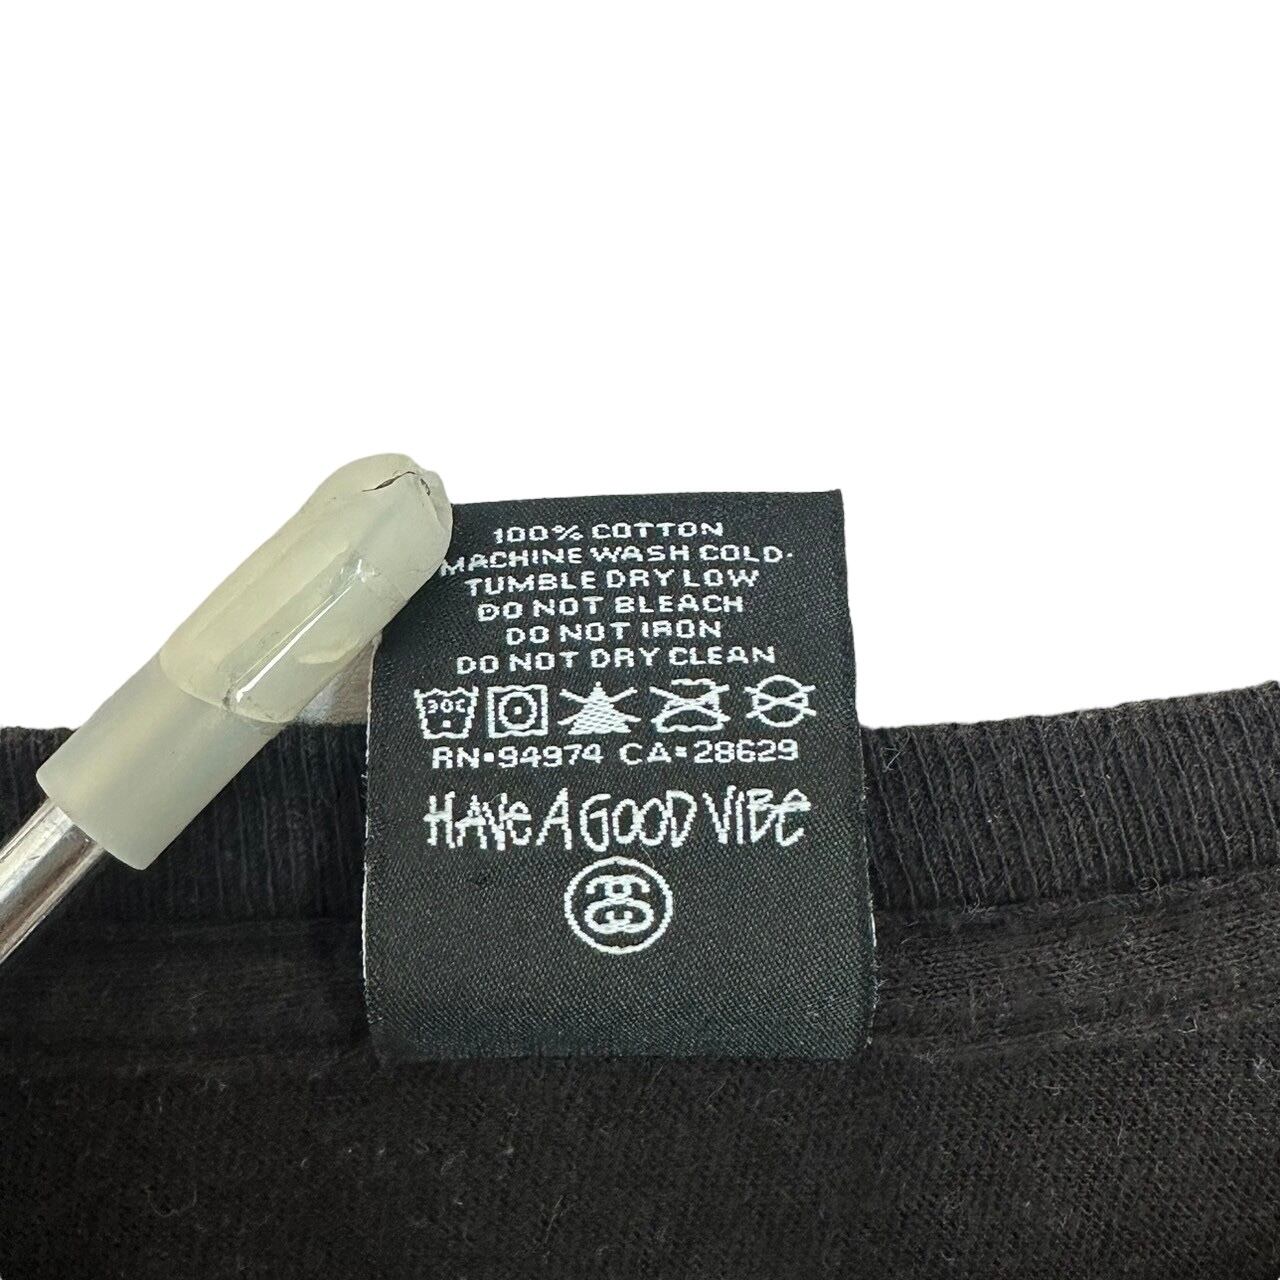 100% COTTON
MACHINE WASH COLD-
TUMBLE DRY LOW
DO NOT BLEACH
DO NOT IRON
DO NOT DRY CLEAN
30C
RN#94974 CA#28629
HAVE A GOOD VIBE